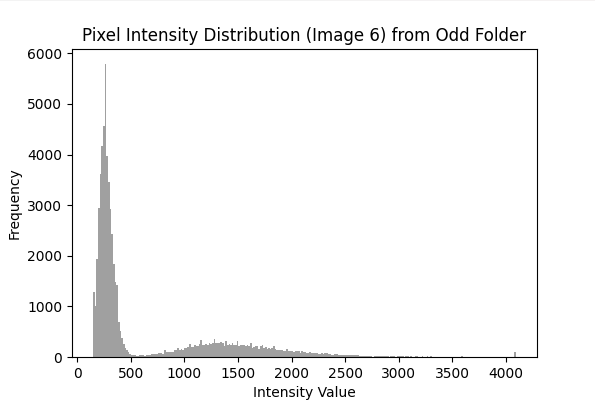 Pixel Intensity Distribution (Image 6) from Odd Folder
6000
5000
4000
3000
2000
1000
0
Frequency
0 500 1000 1500 2000 2500 3000 3500 4000
Intensity Value